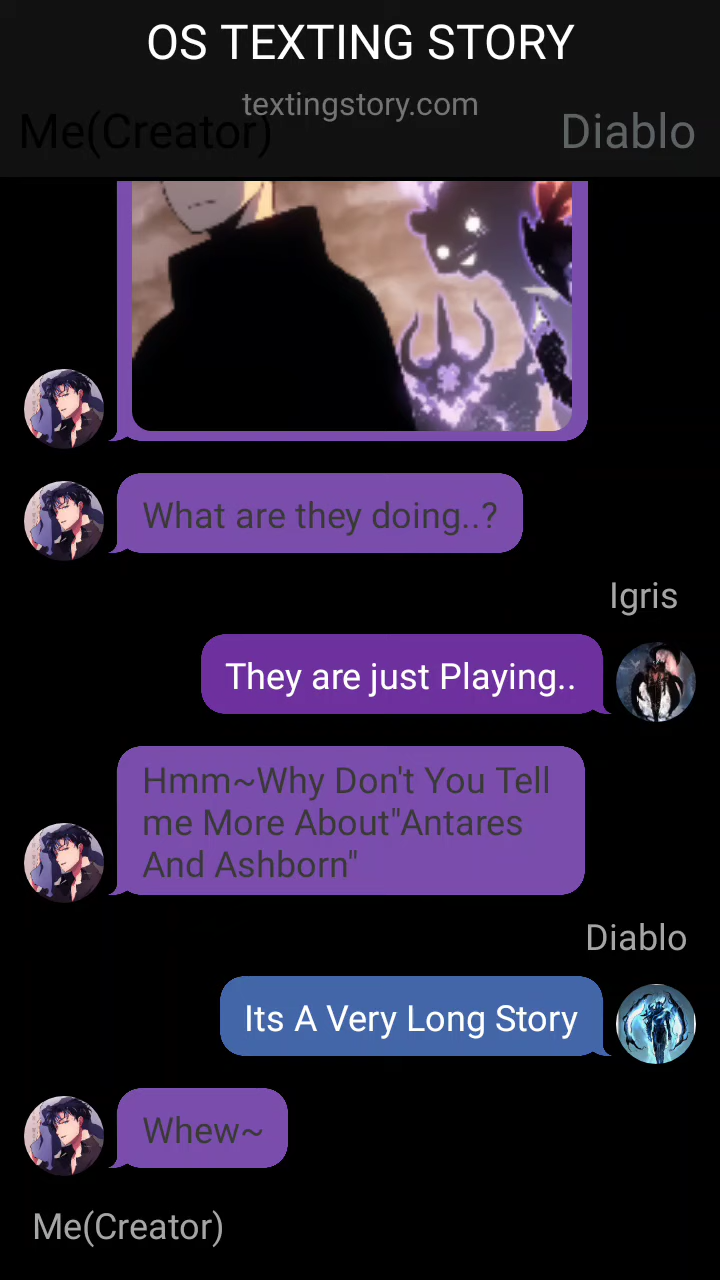 OS TEXTING STORY
textingstory.com
Me(Creator)
Diablo
What are they doing..?
Igris
They are just Playing..
Hmm~Why Don't You Tell
me More About"Antares
And Ashborn"
Diablo
Its A Very Long Story
Whew~
Me(Creator)